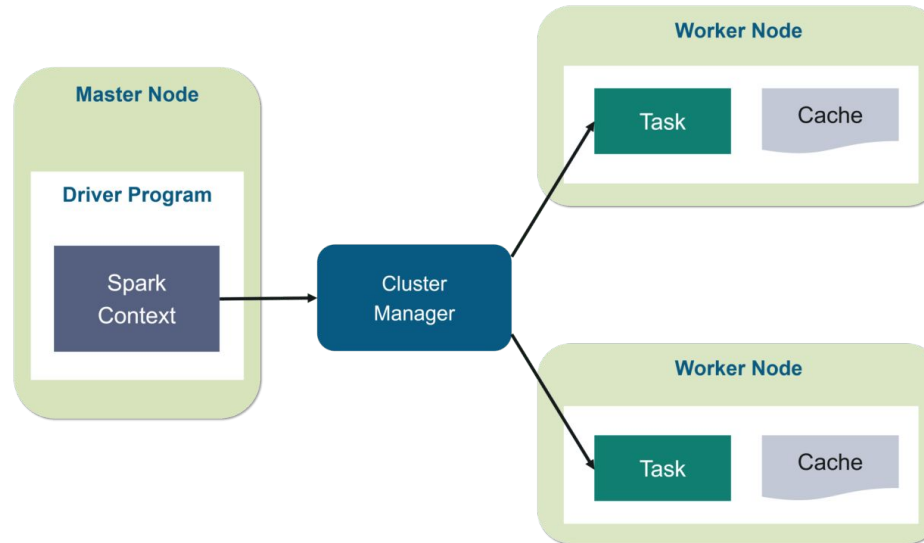 Master Node
Driver Program
Spark
Context
Cluster
Manager
Worker Node
Task
Cache
Worker Node
Task
Cache